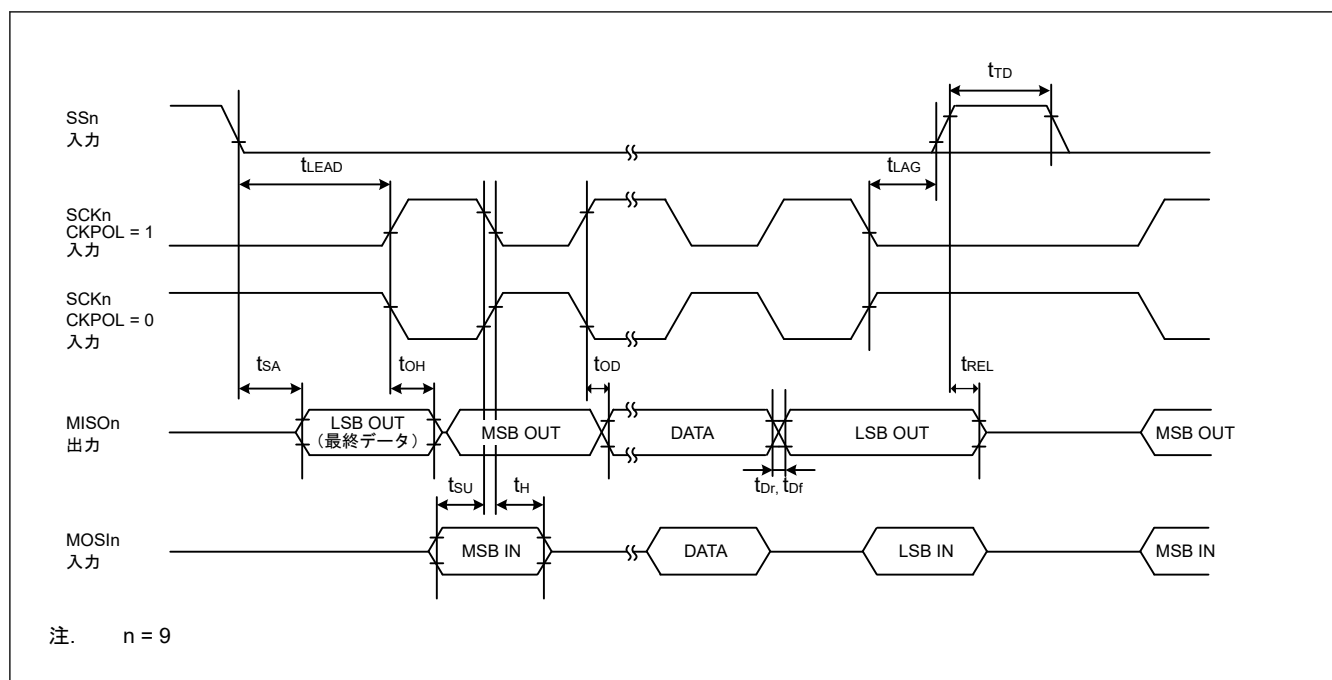 tTD
SSn
入力
tLEAD
tLAG
SCKn
CKPOL = 1
入力
SCKn
CKPOL = 0
入力
tSA
tOH
tOD
tREL
MISOn
出力
LSB OUT
(最終データ)
MSB OUT
DATA
LSB OUT
MSB OUT
tSU
tH
tDr, tDf
MOSIn
入力
MSB IN
DATA
LSB IN
MSB IN
注. n = 9